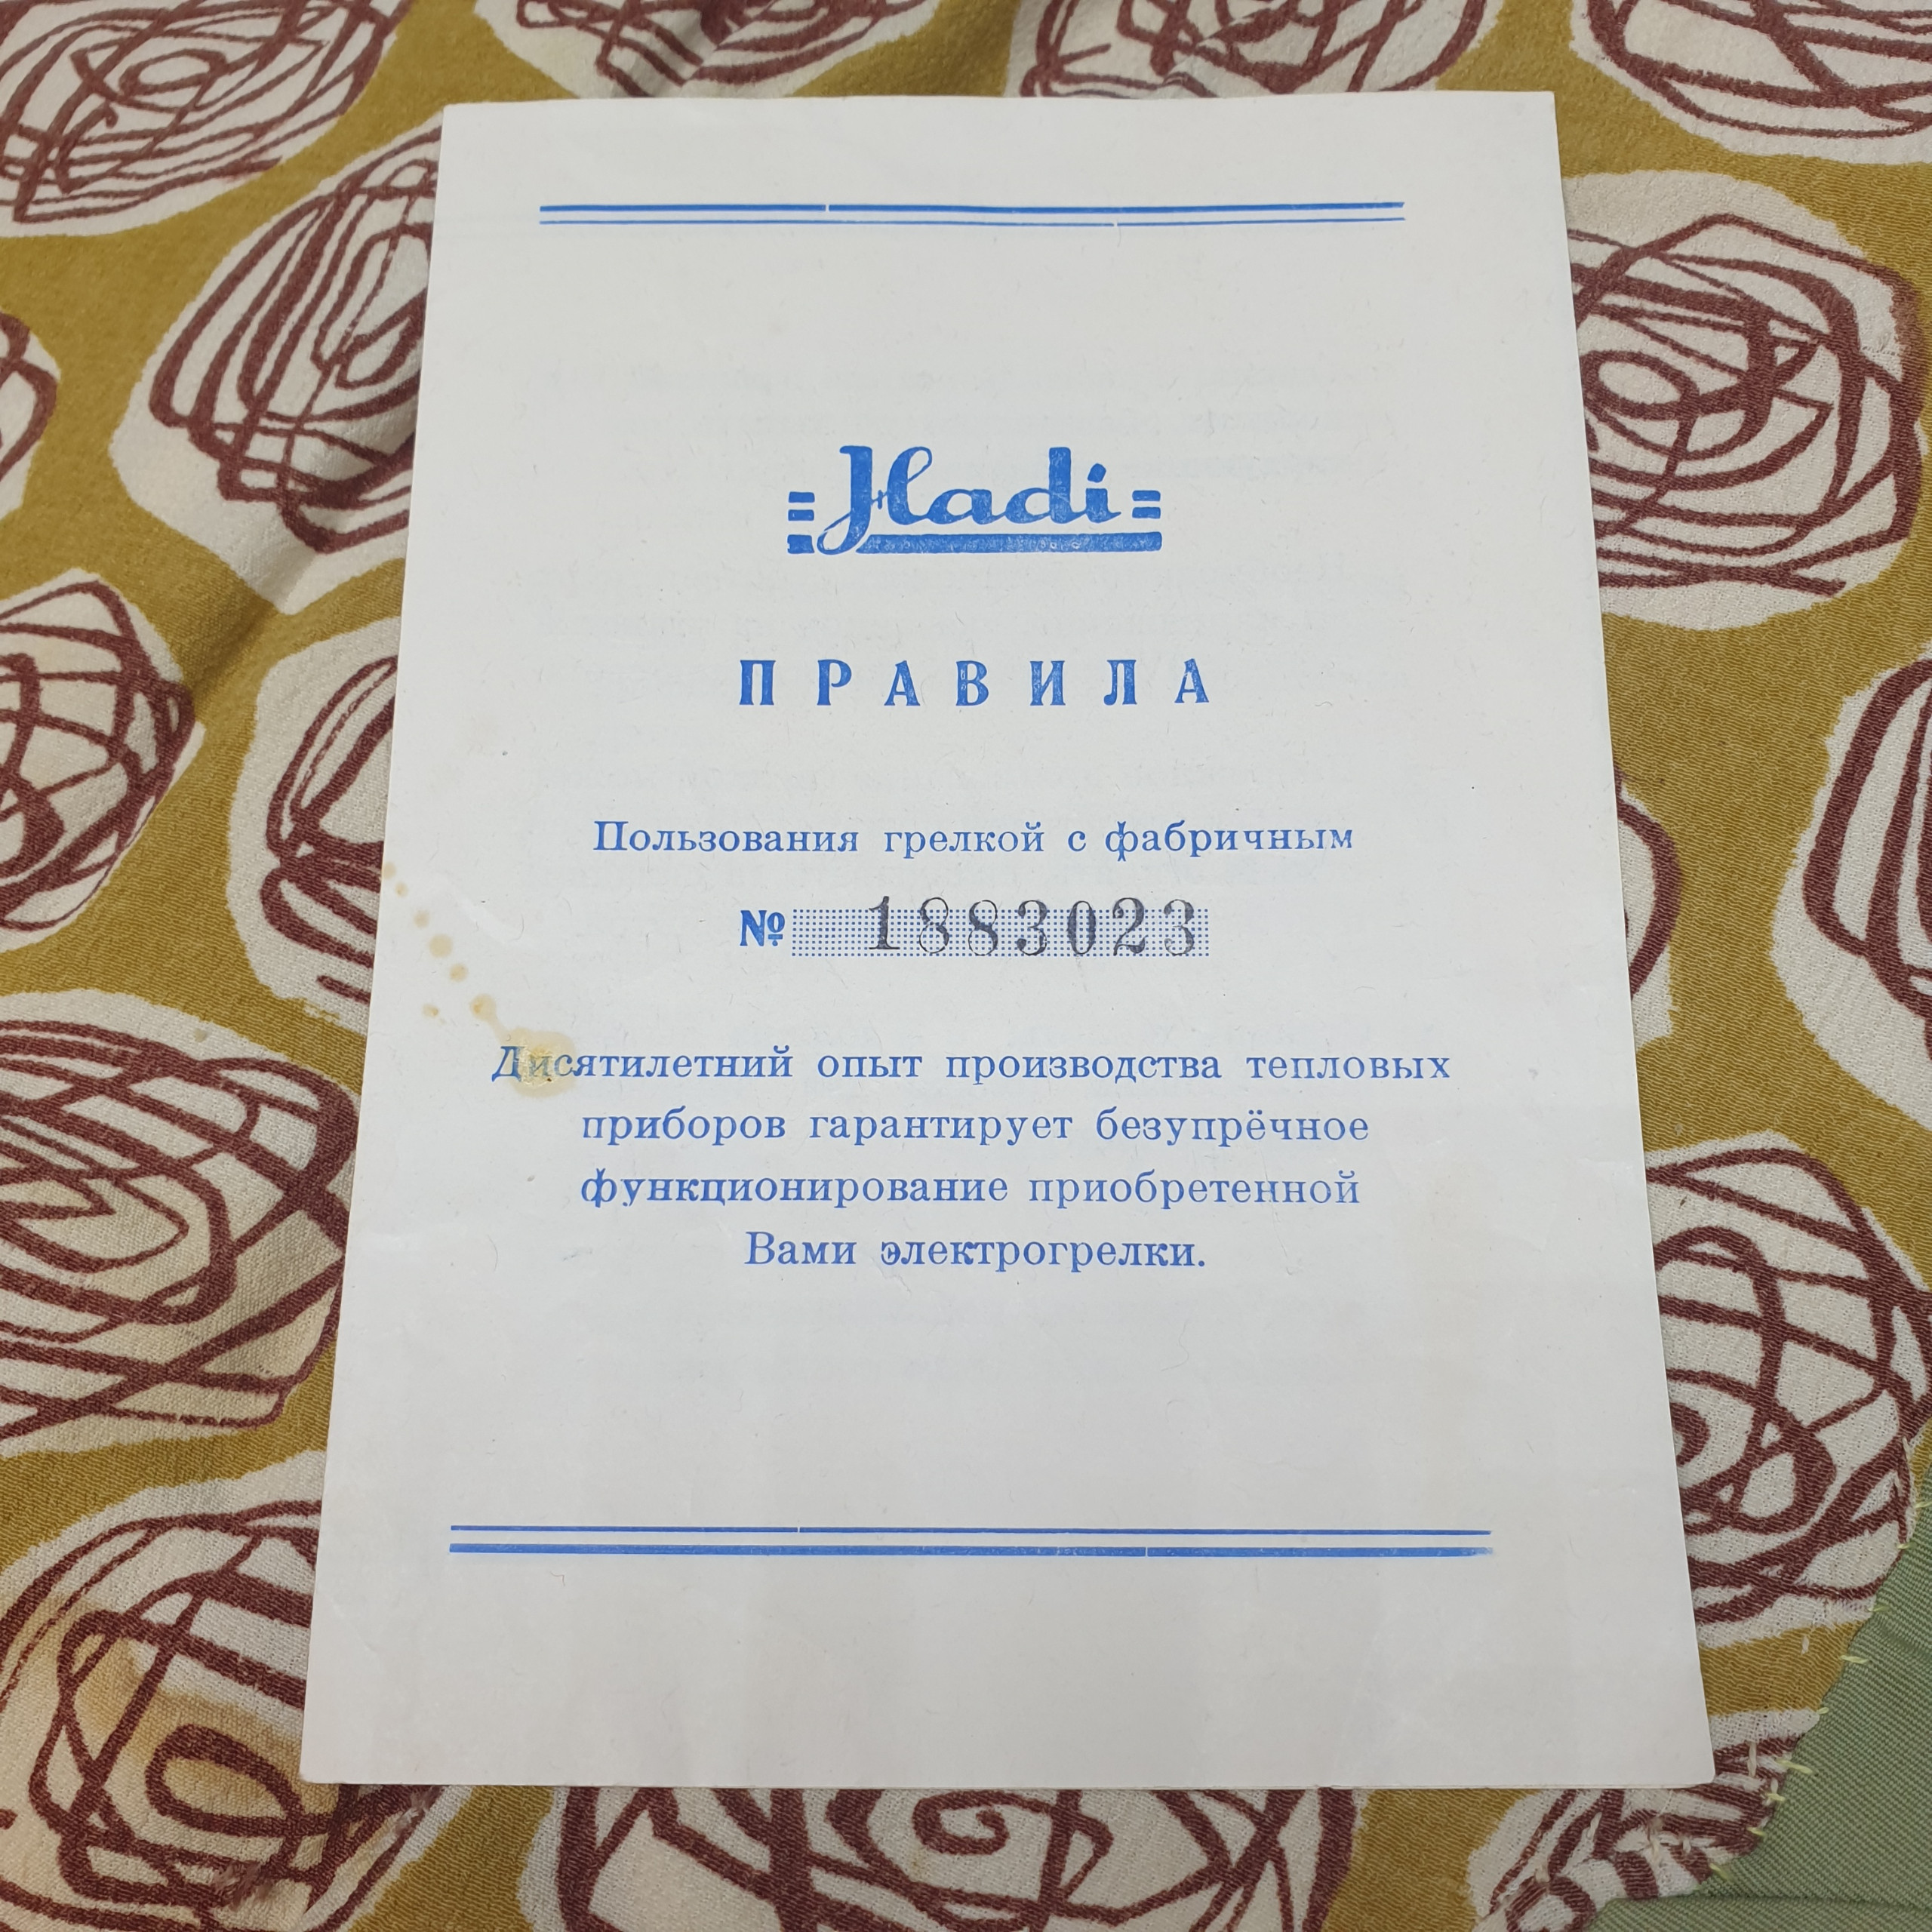 Hadi
ПРАВИЛА
Пользования грелкой с фабричным
№ 1883023
Дисятилетний опыт производства тепловых
приборов гарантирует безупрёчное
функционирование приобретенной
Вами электрогрелки.